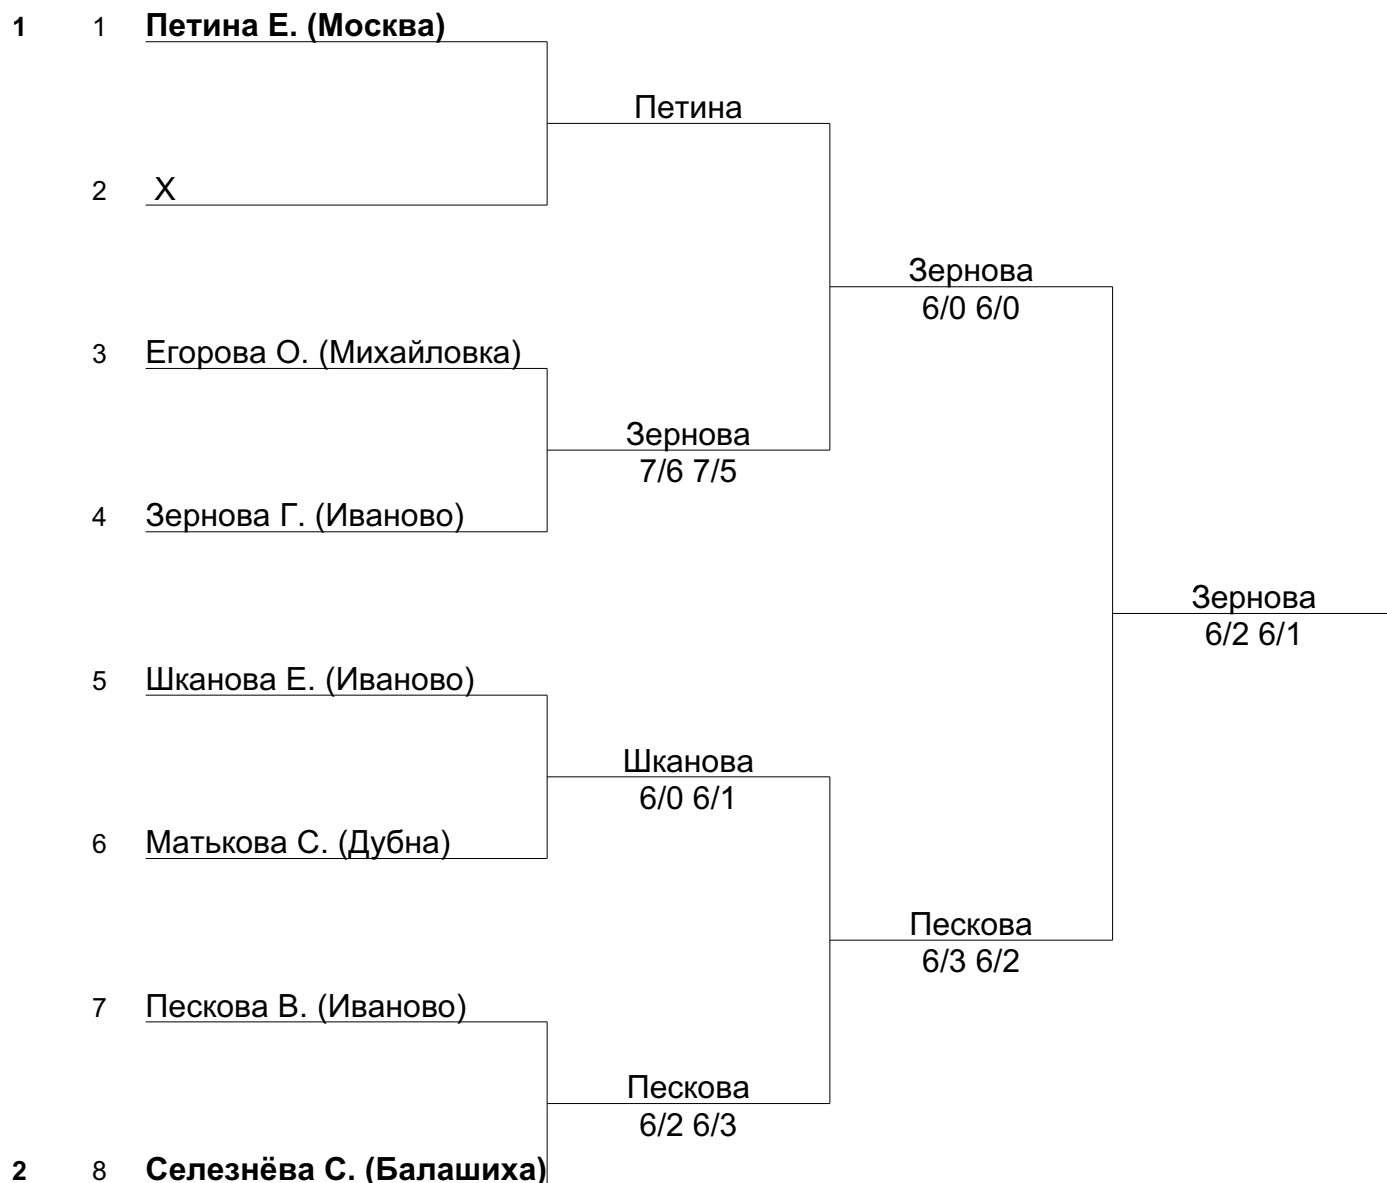 1 1 Петина Е. (Москва)
Петина
2 X
Зернова
6/0 6/0
3 Егорова О. (Михайловка)
Зернова
7/6 7/5
4 Зернова Г. (Иваново)
Зернова
6/2 6/1
5 Шканова Е. (Иваново)
Шканова
6/0 6/1
6 Матькова С. (Дубна)
Пескова
6/3 6/2
7 Пескова В. (Иваново)
Пескова
6/2 6/3
2 8 Селезнёва С. (Балашиха)